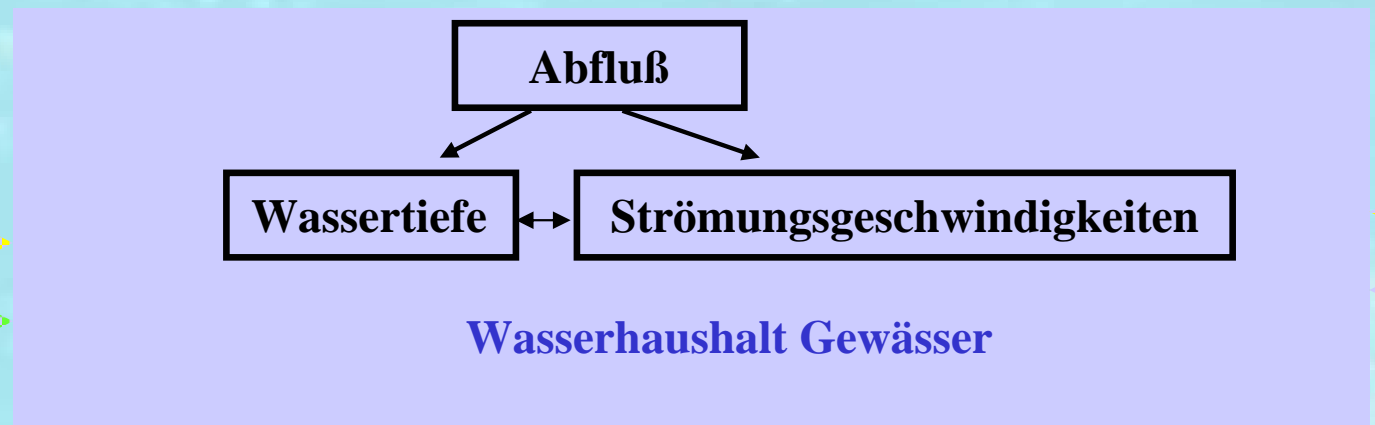 Abfluß
Wassertiefe Strömungsgeschwindigkeiten
Wasserhaushalt Gewässer